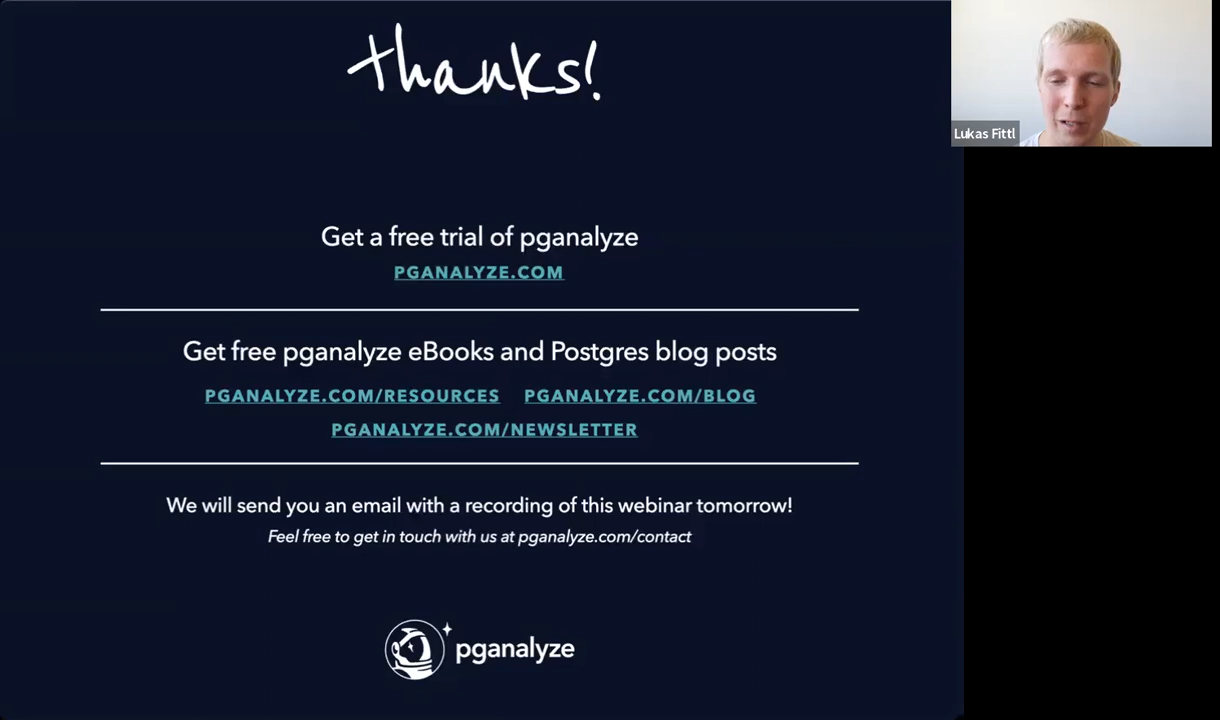 thanks!
Lukas Fittl
Get a free trial of pganalyze
PGANALYZE.COM
Get free pganalyze eBooks and Postgres blog posts
PGANALYZE.COM/RESOURCES PGANALYZE.COM/BLOG
PGANALYZE.COM/NEWSLETTER
We will send you an email with a recording of this webinar tomorrow!
Feel free to get in touch with us at pganalyze.com/contact
pganalyze